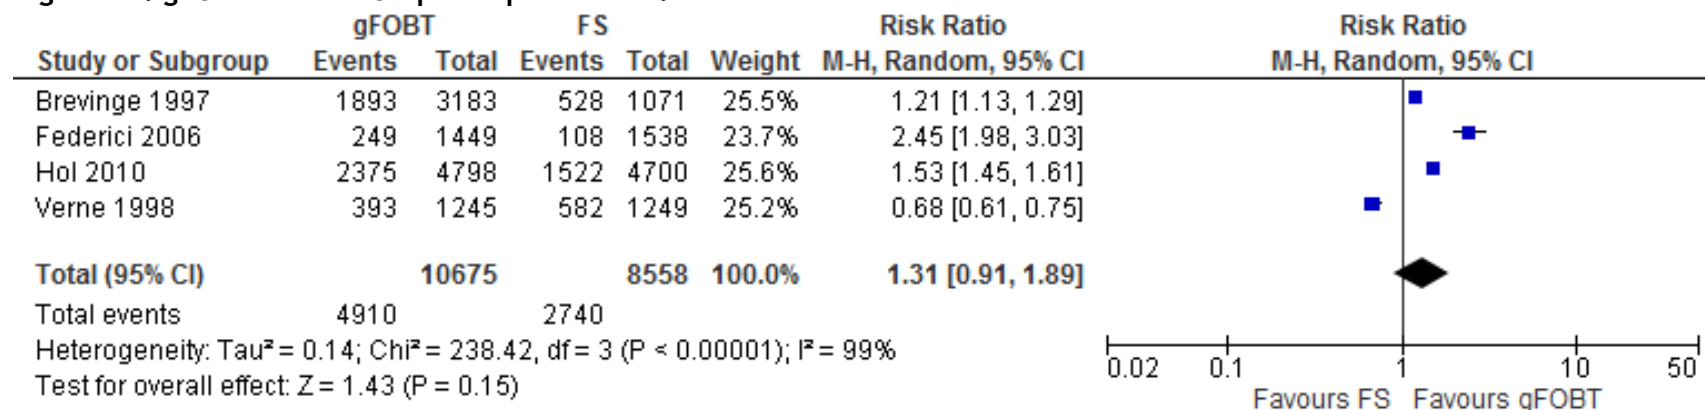 gFOBT FS Risk Ratio Risk Ratio
Study or Subgroup Events Total Events Total Weight M-H, Random, 95% CI M-H, Random, 95% CI
Brevinge 1997 1893 3183 528 1071 25.5% 1.21 [1.13, 1.29]
Federici 2006 249 1449 108 1538 23.7% 2.45 [1.98, 3.03]
Hol 2010 2375 4798 1522 4700 25.6% 1.53 [1.45, 1.61]
Verne 1998 393 1245 582 1249 25.2% 0.68 [0.61, 0.75]
Total (95% CI) 10675 8558 100.0% 1.31 [0.91, 1.89]
Total events 4910 2740
Heterogeneity: Tau² = 0.14; Chi² = 238.42, df = 3 (P < 0.00001); I² = 99%
Test for overall effect: Z = 1.43 (P = 0.15)
0.02 0.1 1 10 50
Favours FS Favours gFOBT